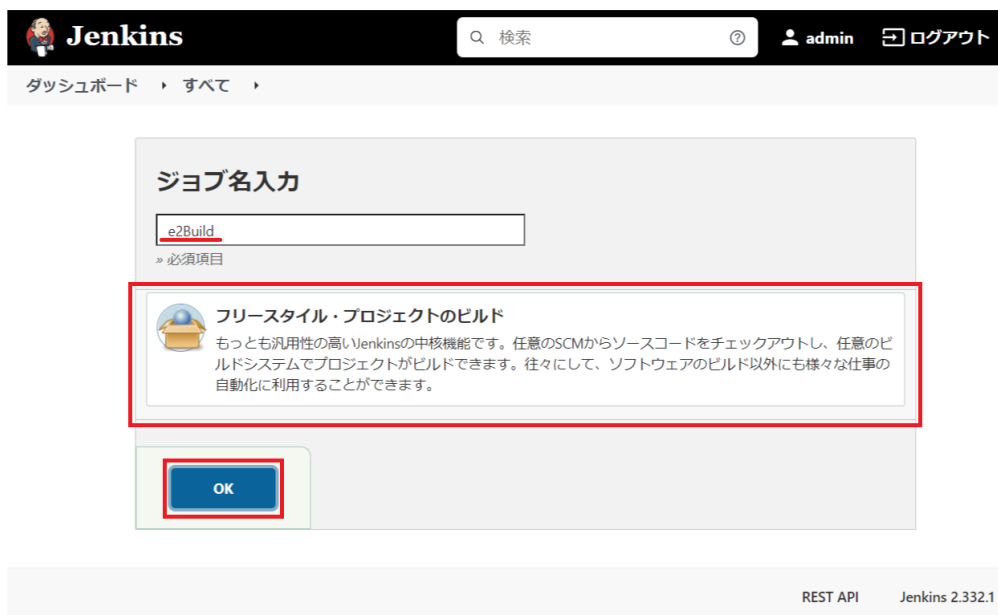 Jenkins
検索
admin
ログアウト
ダッシュボード
すべて
ジョブ名入力
e2Build
» 必須項目
フリースタイル・プロジェクトのビルド
もっとも汎用性の高いJenkinsの中核機能です。任意のSCMからソースコードをチェックアウトし、任意のビ
ルドシステムでプロジェクトがビルドできます。往々にして、ソフトウェアのビルド以外にも様々な仕事の
自動化に利用することができます。
OK
REST API
Jenkins 2.332.1